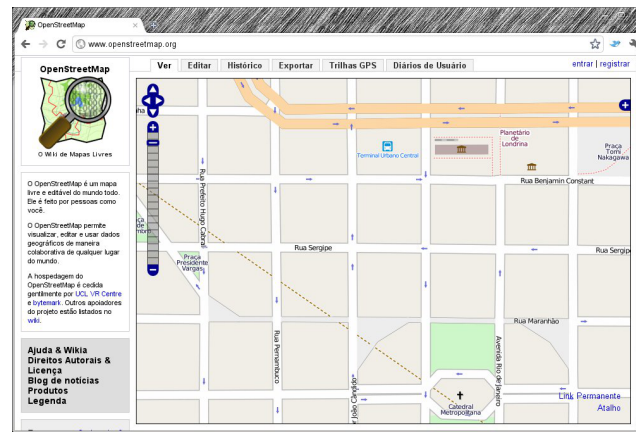 OpenStreetMap
www.openstreetmap.org
OpenStreetMap
O Wiki de Mapas Livres
Ver
Editar
Histórico
Exportar
Trilhas GPS
Diários de Usuário
entrar | registrar
O OpenStreetMap é um mapa
livre e editável do mundo todo.
Ele é feito por pessoas como
você.
O OpenStreetMap permite
visualizar, editar e usar dados
geográficos de maneira
colaborativa de qualquer lugar
do mundo.
A hospedagem do
OpenStreetMap é cedida
gentilmente por UCL VR Centre
e bytemark. Outros apoiadores
do projeto estão listados no
wiki.
Ajuda & Wikia
Direitos Autorais &
Licença
Blog de notícias
Produtos
Legenda
Terminal Urbano Central
Planetário
de
Londrina
Praça
Tomi
Nakagawa
Rua Benjamin Constant
Rua Prefeito Hugo Cabral
Rua Sergipe
Rua Sergipe
Praça
Presidente
Vargas
Rua Maranhão
Rua Pernambuco
Avenida Rio de Janeiro
Catedral
Metropolitana
Link Permanente
Atalho